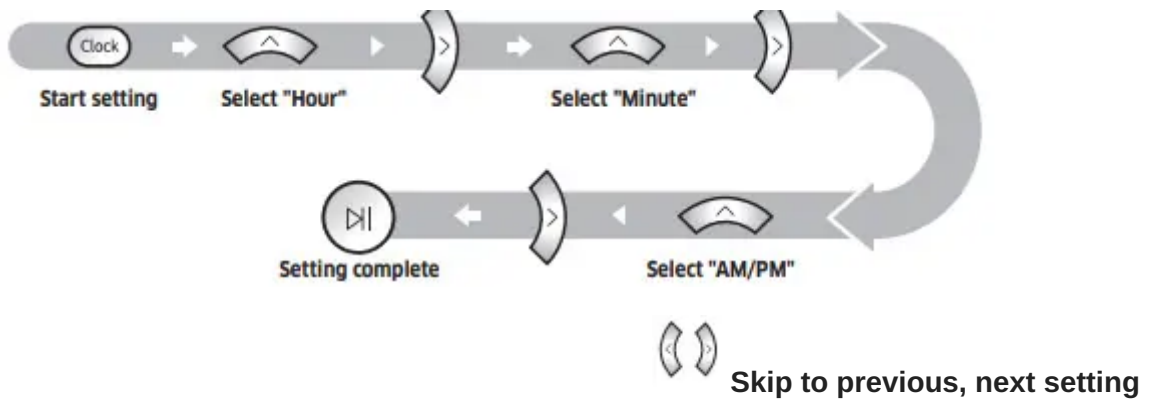 Clock
Start setting
Select "Hour"
Select "Minute"
Setting complete
Select "AM/PM"
Skip to previous, next setting